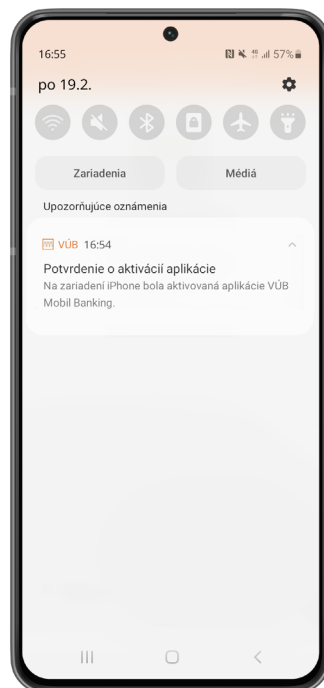 16:55
57%
po 19.2.
Zariadenia
Médiá
Upozorňujúce oznámenia
VÚB 16:54
Potvrdenie o aktivácií aplikácie
Na zariadení iPhone bola aktivovaná aplikácie VÚB
Mobil Banking.